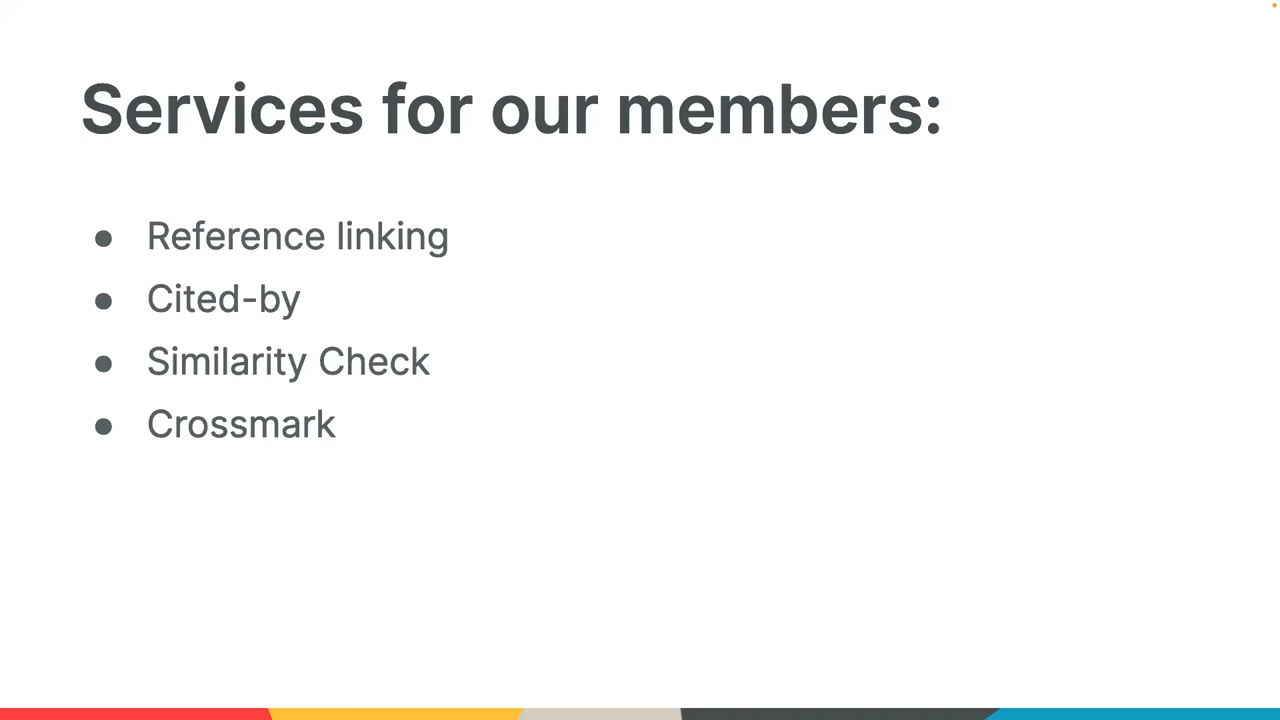 Services for our members:
● Reference linking
● Cited-by
● Similarity Check
● Crossmark